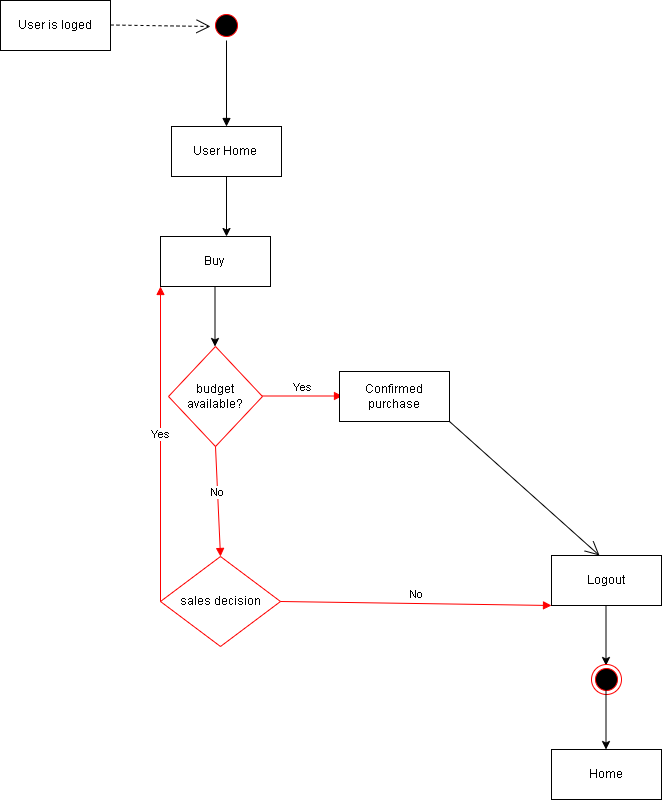 User is loged
User Home
Buy
budget
available?
Yes
Confirmed
purchase
Yes
No
Logout
sales decision
No
Home